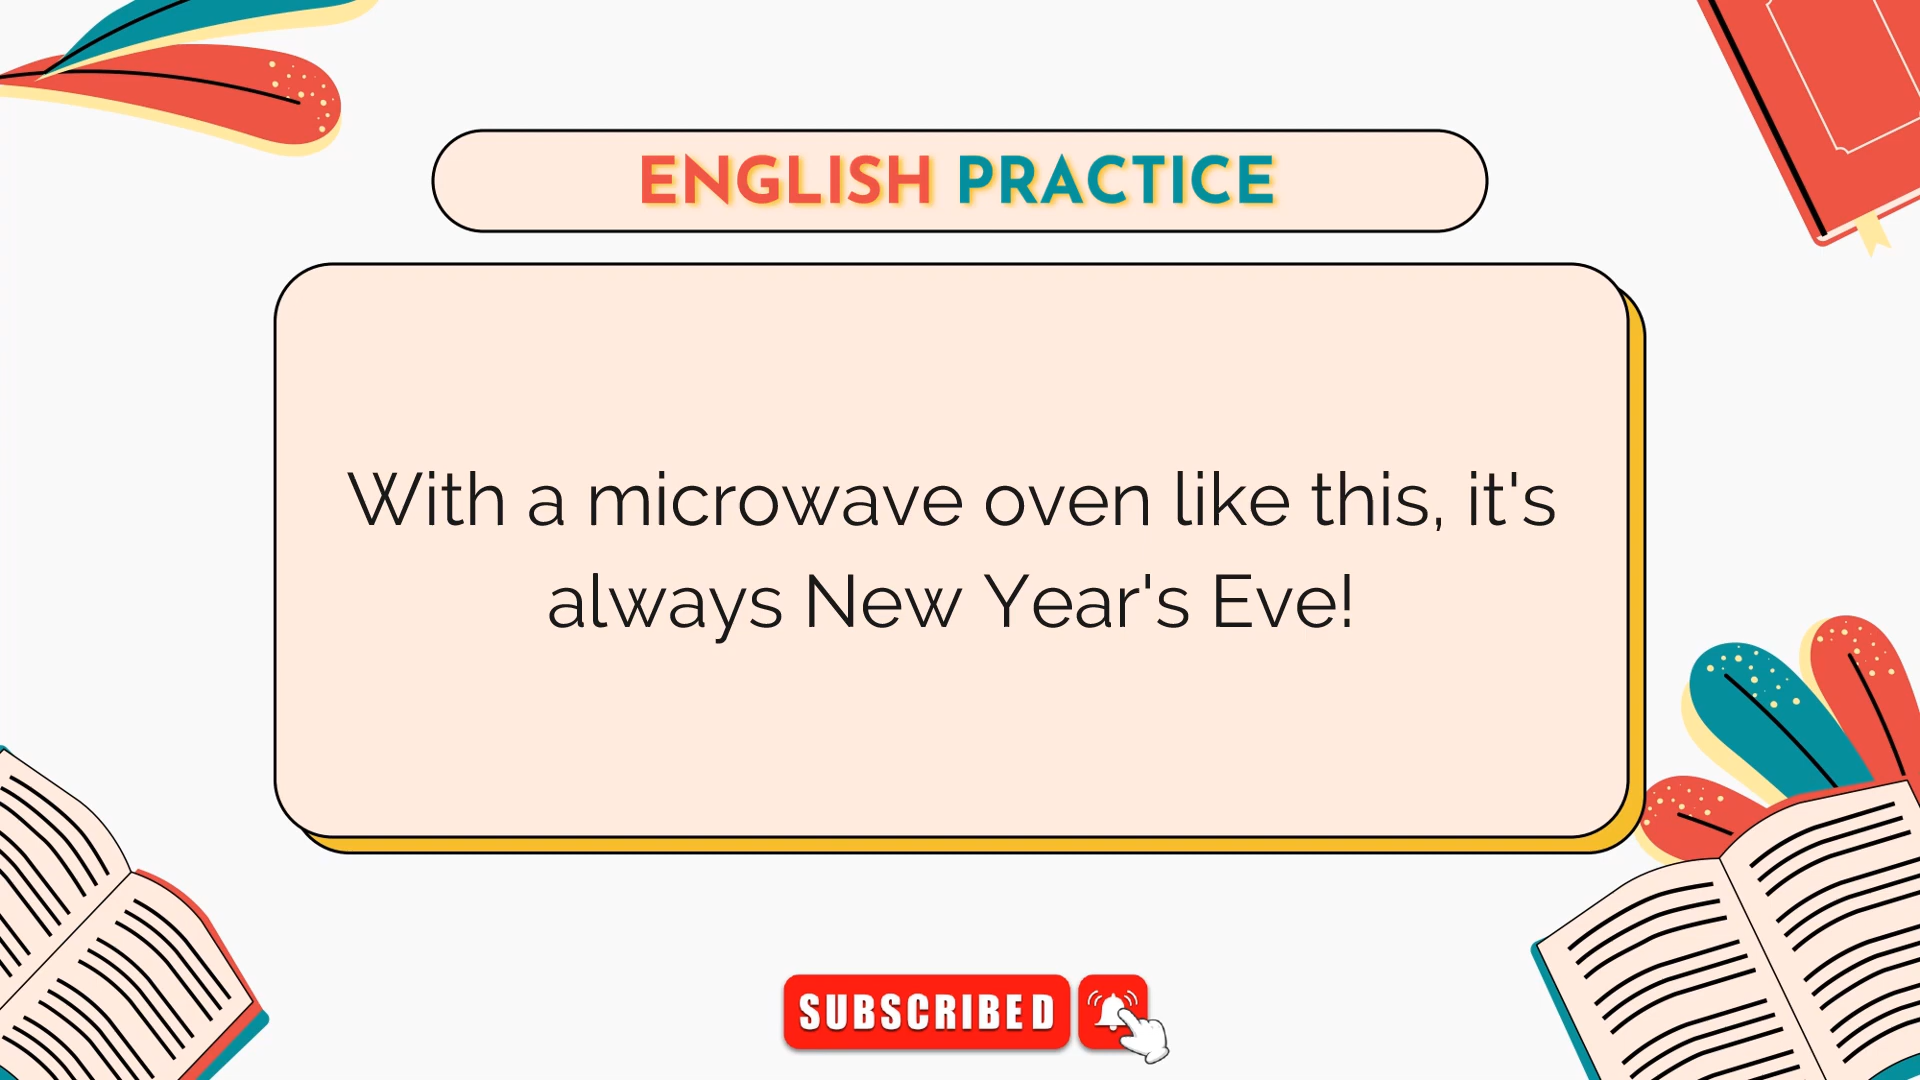 ENGLISH PRACTICE
With a microwave oven like this, it's
always New Year's Eve!
SUBSCRIBED